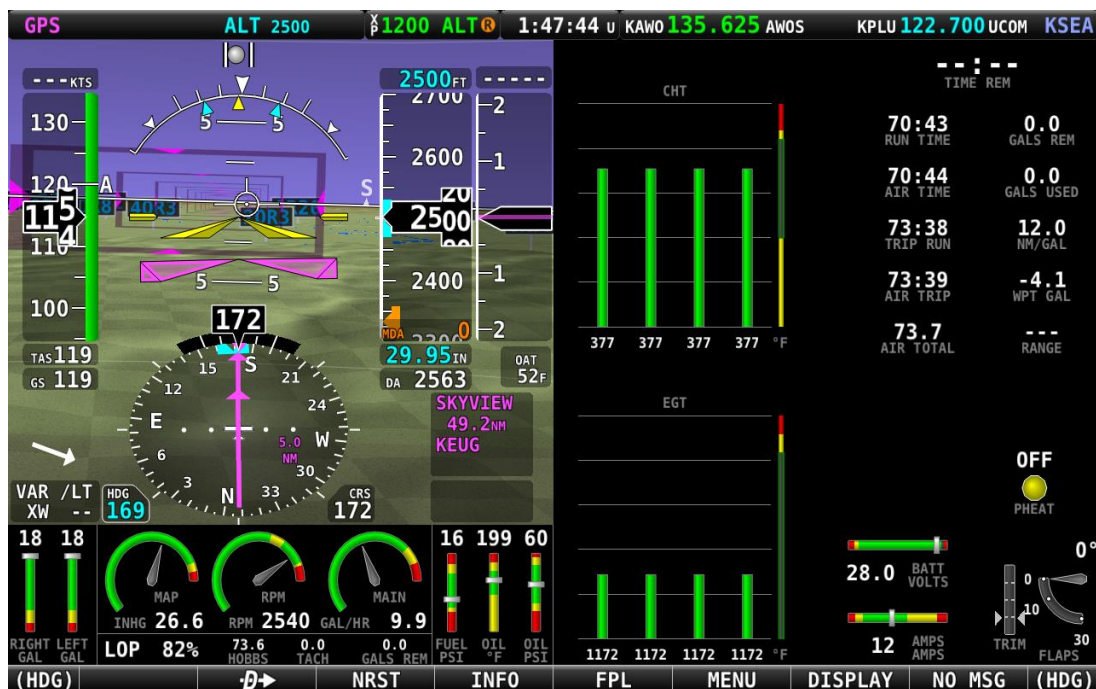 GPS ALT 2500 XP 1200 ALT R 1:47:44 U KAWO 135.625 AWOS KPLU 122.700 UCOM KSEA
---KTS
130
120
110
100
115
4
A
5 5
5 5
S
40R3
TAS 119
GS 119
2500FT
2700
2600
2500
20
2400
2300
MDA 0
29.95IN
DA 2563
-----
2
1
1
2
OAT
52F
172
S
21
24
W
30
33
N
3
6
E
12
15
5.0
NM
SKYVIEW
49.2NM
KEUG
VAR /LT
XW --
HDG
169
CRS
172
18 18
RIGHT LEFT
GAL GAL
MAP
INHG 26.6
RPM
RPM 2540
MAIN
GAL/HR 9.9
LOP 82%
73.6
HOBBS
0.0
TACH
0.0
GALS REM
16 199 60
FUEL OIL OIL
PSI °F PSI
CHT
377 377 377 377 °F
EGT
1172 1172 1172 1172 °F
--:--
TIME REM
70:43 0.0
RUN TIME GALS REM
70:44 0.0
AIR TIME GALS USED
73:38 12.0
TRIP RUN NM/GAL
73:39 -4.1
AIR TRIP WPT GAL
73.7 ---
AIR TOTAL RANGE
OFF
PHEAT
28.0 BATT
VOLTS
12 AMPS
AMPS
0°
0
10
30
TRIM FLAPS
(HDG) D NRST INFO FPL MENU DISPLAY NO MSG (HDG)